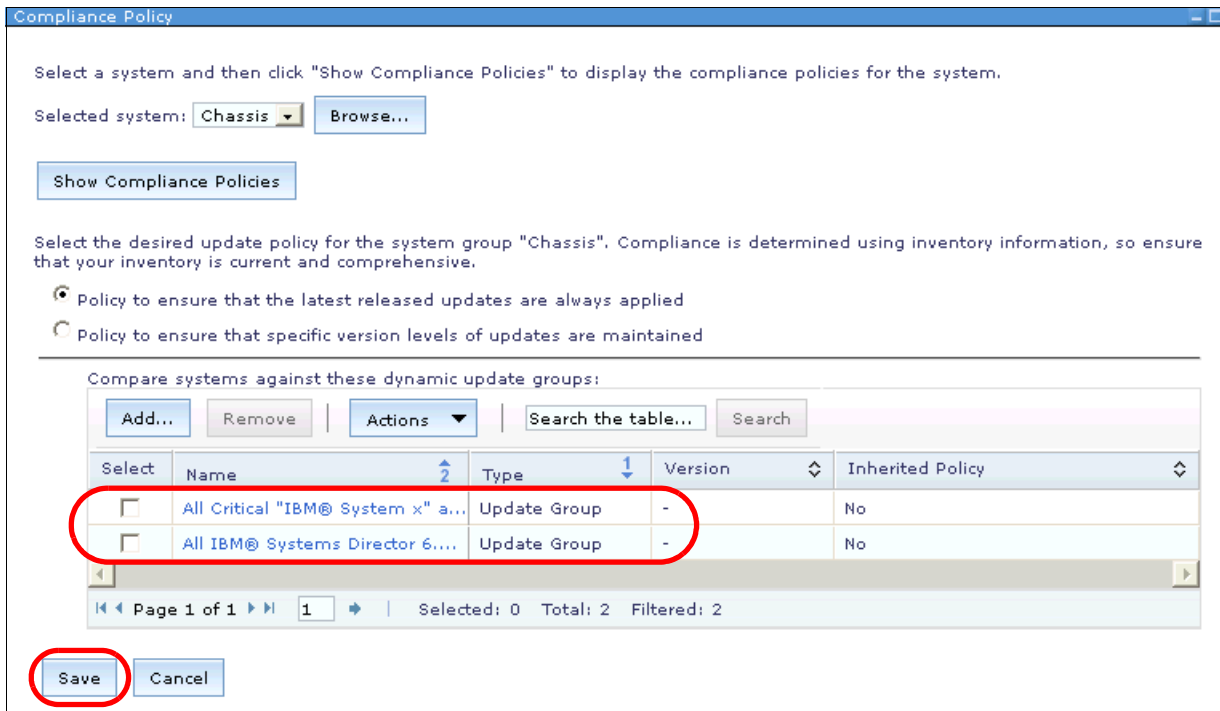 Compliance Policy
Select a system and then click "Show Compliance Policies" to display the compliance policies for the system.
Selected system: Chassis Browse...
Show Compliance Policies
Select the desired update policy for the system group "Chassis". Compliance is determined using inventory information, so ensure
that your inventory is current and comprehensive.
Policy to ensure that the latest released updates are always applied
Policy to ensure that specific version levels of updates are maintained
Compare systems against these dynamic update groups:
Add... Remove | Actions | Search the table... Search
Select Name 2 Type 1 Version Inherited Policy
All Critical "IBM® System x" a... Update Group - No
All IBM® Systems Director 6.... Update Group - No
Page 1 of 1 1 | Selected: 0 Total: 2 Filtered: 2
Save Cancel